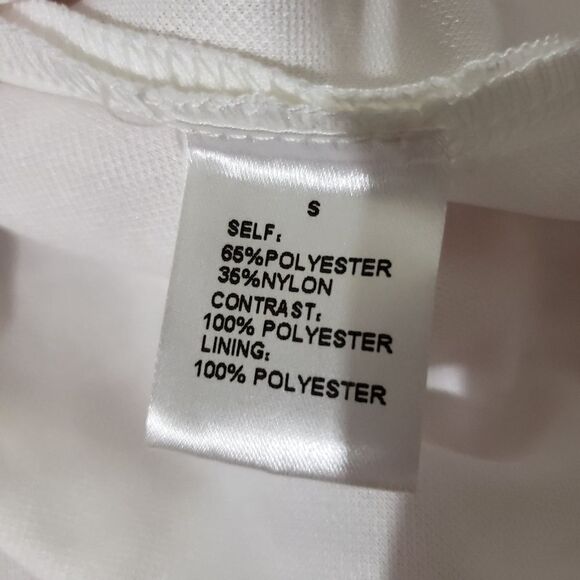 S
SELF:
65%POLYESTER
35%NYLON
CONTRAST:
100% POLYESTER
LINING:
100% POLYESTER